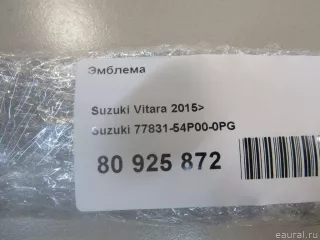 Эмблема
Suzuki Vitara 2015>
Suzuki 77831-54P00-0PG
80 925 872
eaural.ru